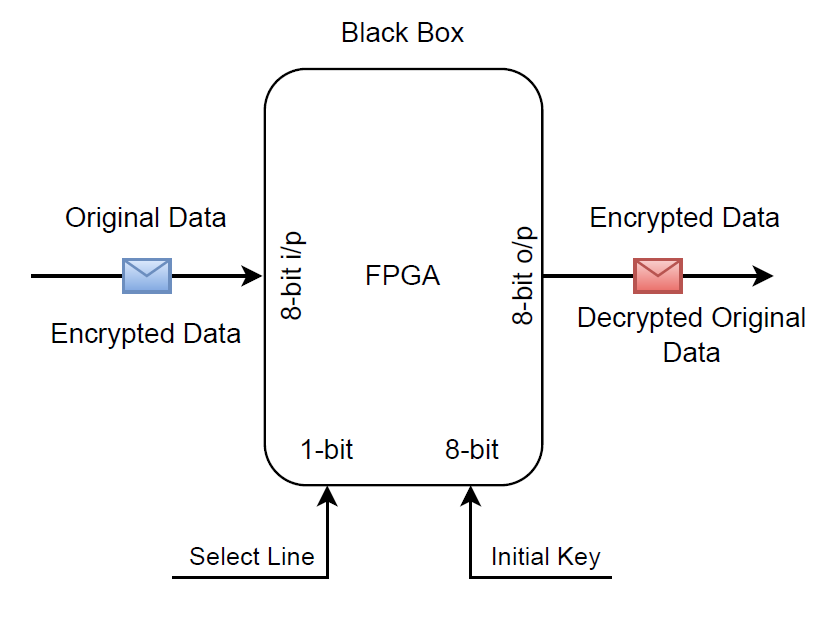 Black Box
Original Data
Encrypted Data
8-bit i/p
FPGA
8-bit o/p
Encrypted Data
Decrypted Original
Data
1-bit
8-bit
Select Line
Initial Key